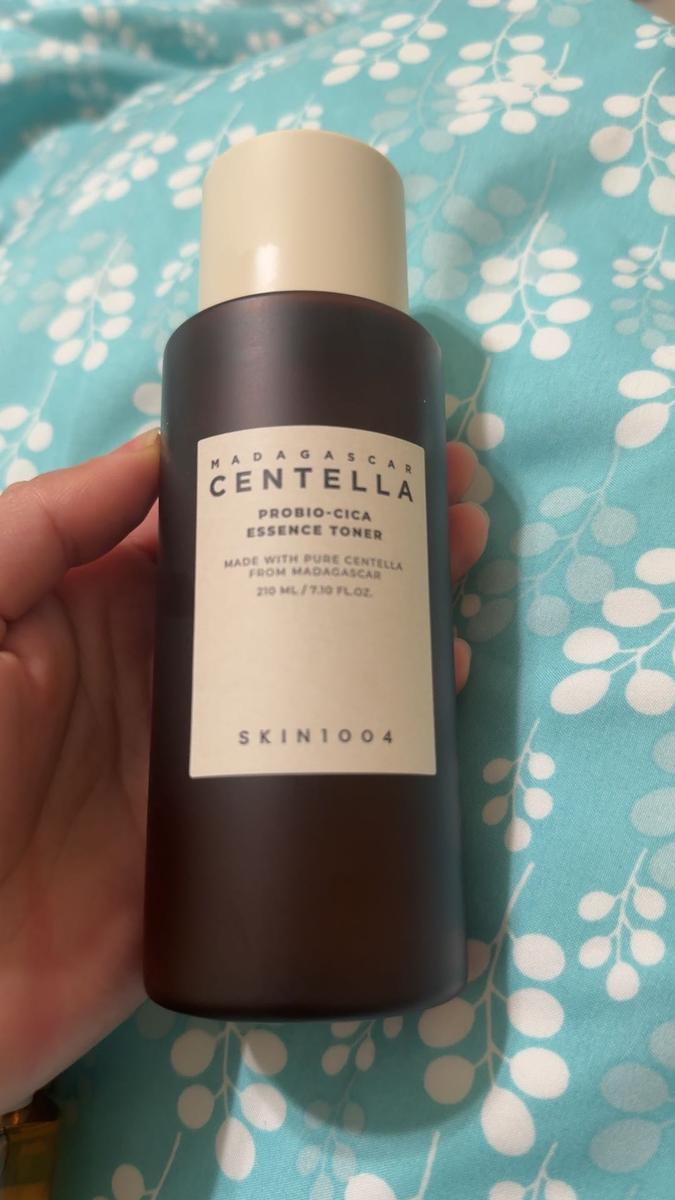 MADAGASCAR
CENTELLA
PROBIO-CICA
ESSENCE TONER
MADE WITH PURE CENTELLA
FROM MADAGASCAR
210 ML / 7.10 FL.OZ.
SKIN1004